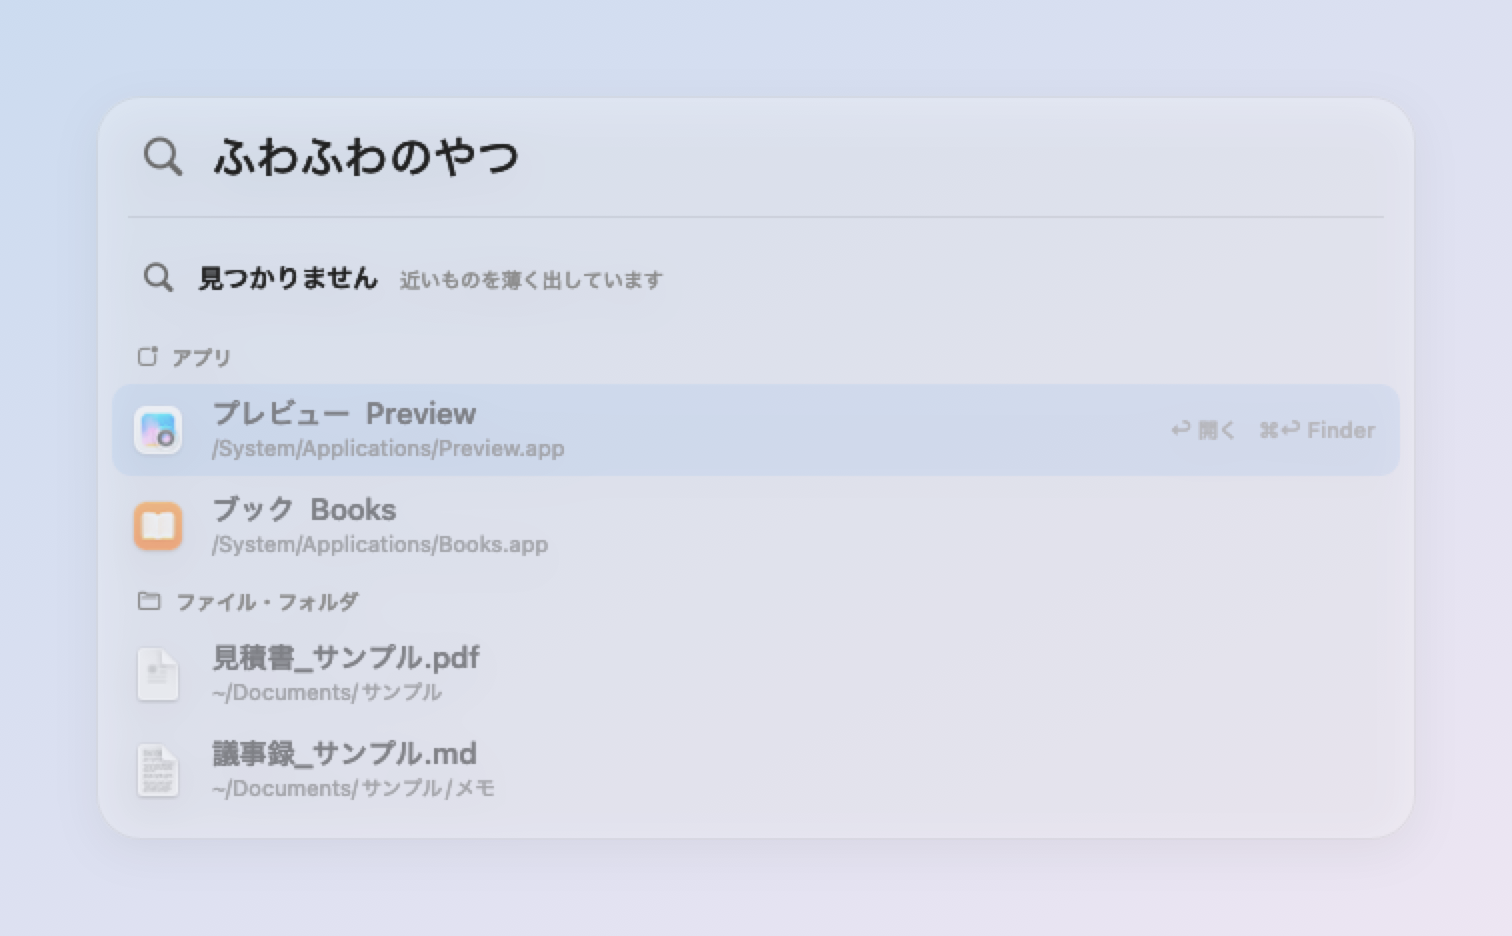 ふわふわのやつ
見つかりません 近いものを薄く出しています
アプリ
プレビュー Preview
/System/Applications/Preview.app
↩ 開く ⌘↩ Finder
ブック Books
/System/Applications/Books.app
ファイル・フォルダ
見積書_サンプル.pdf
~/Documents/サンプル
議事録_サンプル.md
~/Documents/サンプル/メモ